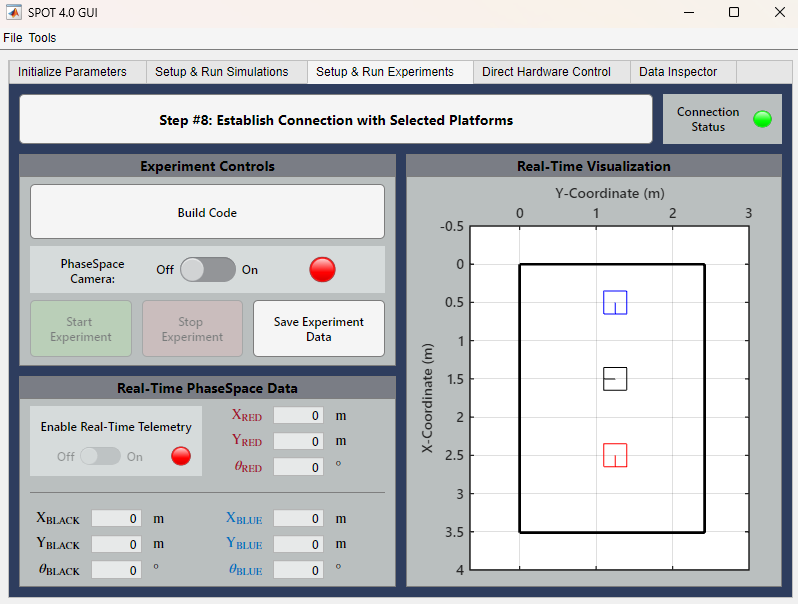 SPOT 4.0 GUI
File Tools
Initialize Parameters
Setup & Run Simulations
Setup & Run Experiments
Direct Hardware Control
Data Inspector
Step #8: Establish Connection with Selected Platforms
Connection
Status
Experiment Controls
Build Code
PhaseSpace
Camera:
Off
On
Start
Experiment
Stop
Experiment
Save Experiment
Data
Real-Time PhaseSpace Data
Enable Real-Time Telemetry
Off
On
XRED 0 m
YRED 0 m
θRED 0 °
XBLACK 0 m
YBLACK 0 m
θBLACK 0 °
XBLUE 0 m
YBLUE 0 m
θBLUE 0 °
Real-Time Visualization
Y-Coordinate (m)
0 1 2 3
X-Coordinate (m)
-0.5
0
0.5
1
1.5
2
2.5
3
3.5
4